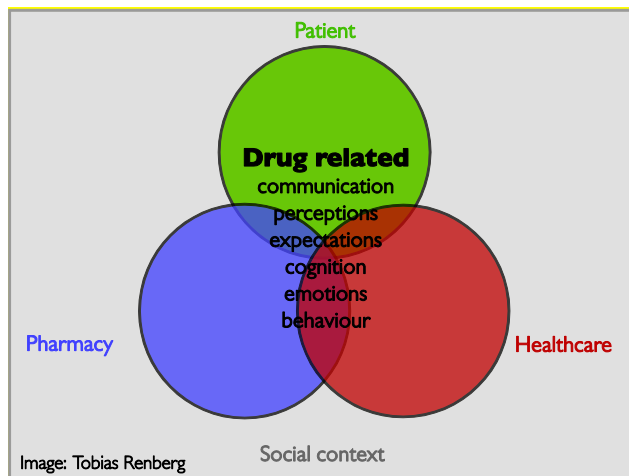 Patient
Drug related
communication
perceptions
expectations
cognition
emotions
behaviour
Pharmacy
Healthcare
Social context
Image: Tobias Renberg